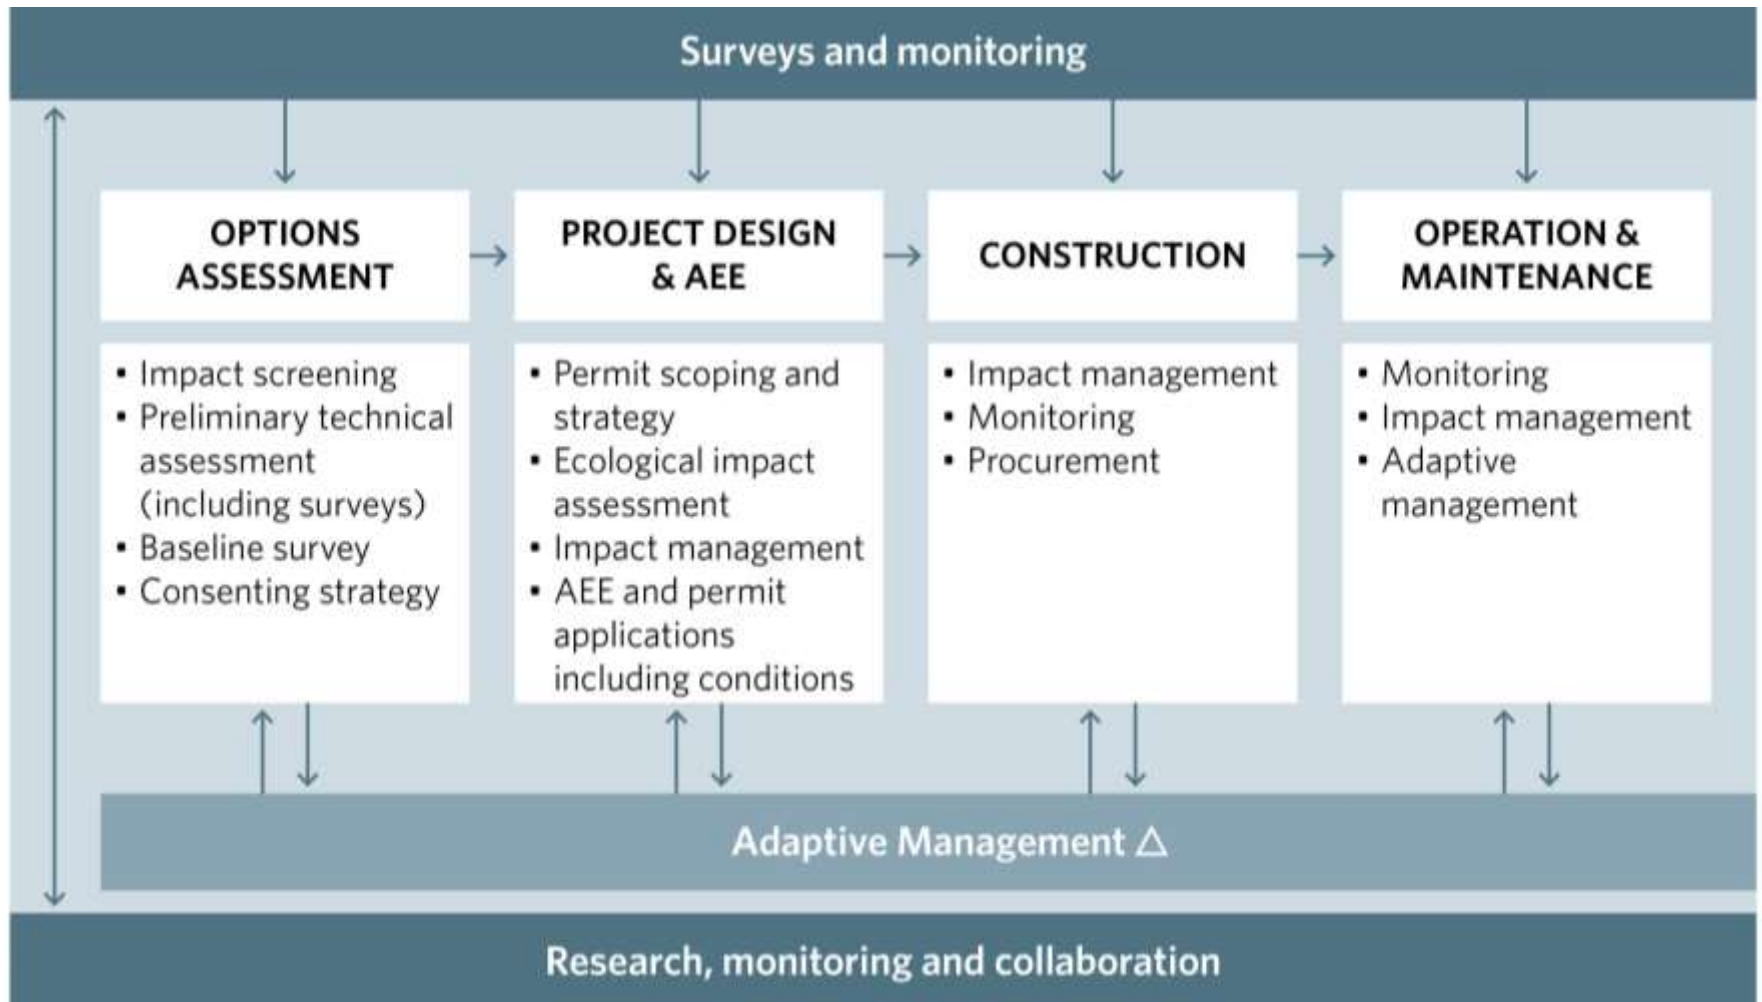 Surveys and monitoring
OPTIONS
ASSESSMENT
• Impact screening
• Preliminary technical
assessment
(including surveys)
• Baseline survey
• Consenting strategy
PROJECT DESIGN
& AEE
• Permit scoping and
strategy
• Ecological impact
assessment
• Impact management
• AEE and permit
applications
including conditions
CONSTRUCTION
• Impact management
• Monitoring
• Procurement
OPERATION &
MAINTENANCE
• Monitoring
• Impact management
• Adaptive
management
Adaptive Management △
Research, monitoring and collaboration